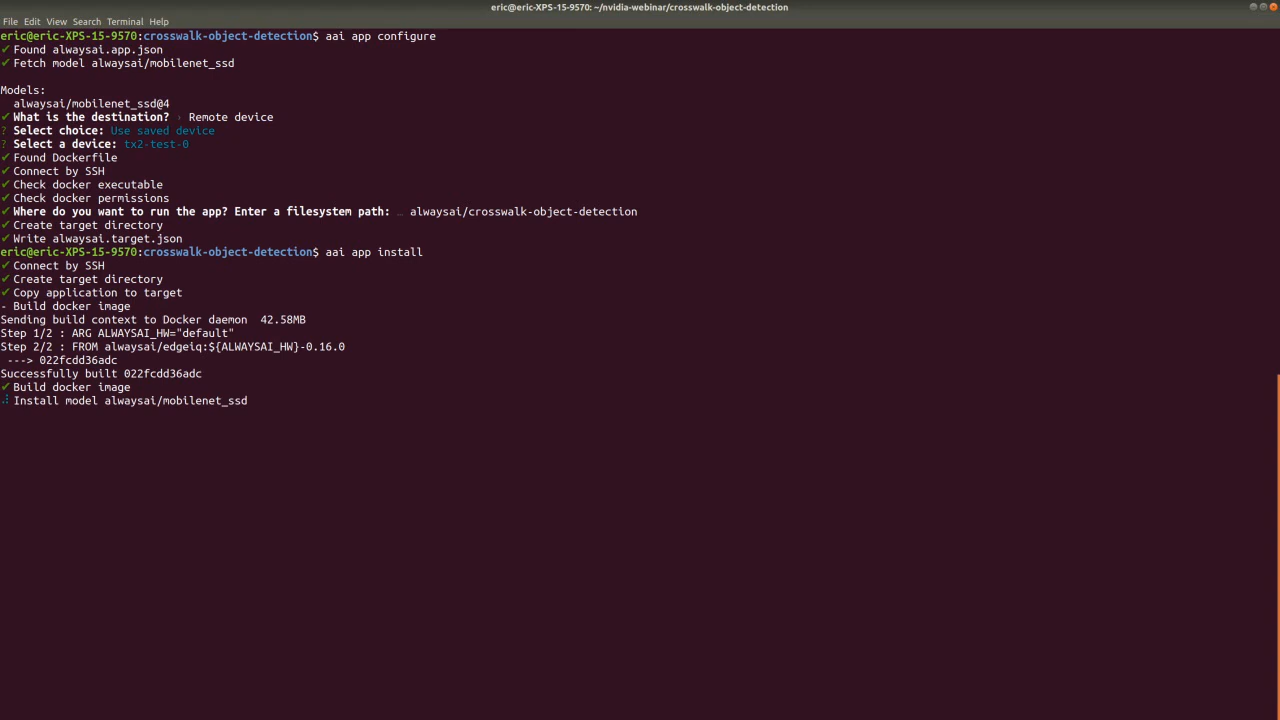 eric@eric-XPS-15-9570: ~/nvidia-webinar/crosswalk-object-detection
File Edit View Search Terminal Help
eric@eric-XPS-15-9570:crosswalk-object-detection$ aai app configure
✔ Found alwaysai.app.json
✔ Fetch model alwaysai/mobilenet_ssd
Models:
alwaysai/mobilenet_ssd@4
✔ What is the destination? › Remote device
? Select choice: Use saved device
? Select a device: tx2-test-0
✔ Found Dockerfile
✔ Connect by SSH
✔ Check docker executable
✔ Check docker permissions
✔ Where do you want to run the app? Enter a filesystem path: … alwaysai/crosswalk-object-detection
✔ Create target directory
✔ Write alwaysai.target.json
eric@eric-XPS-15-9570:crosswalk-object-detection$ aai app install
✔ Connect by SSH
✔ Create target directory
✔ Copy application to target
- Build docker image
Sending build context to Docker daemon  42.58MB
Step 1/2 : ARG ALWAYSAI_HW="default"
Step 2/2 : FROM alwaysai/edgeiq:${ALWAYSAI_HW}-0.16.0
---> 022fcdd36adc
Successfully built 022fcdd36adc
✔ Build docker image
Install model alwaysai/mobilenet_ssd